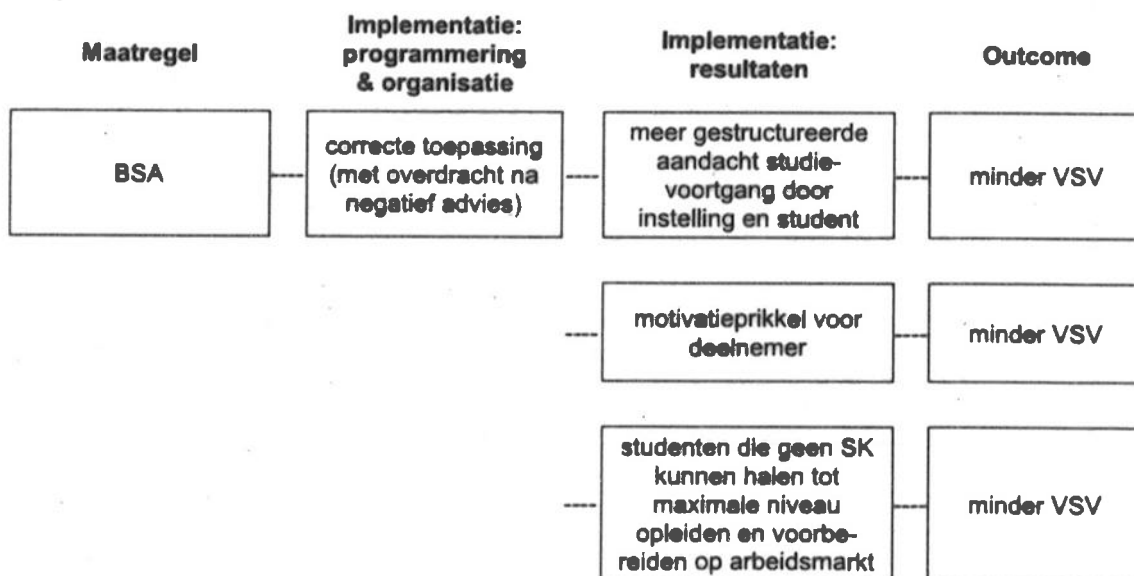 Maatregel
Implementatie:
programmering
& organisatie
Implementatie:
resultaten
Outcome
BSA
correcte toepassing
(met overdracht na
negatief advies)
meer gestructureerde
aandacht studie-
voortgang door
instelling en student
minder VSV
motivatieprikkel voor
deelnemer
minder VSV
studenten die geen SK
kunnen halen tot
maximale niveau
opleiden en voorbe-
reiden op arbeidsmarkt
minder VSV